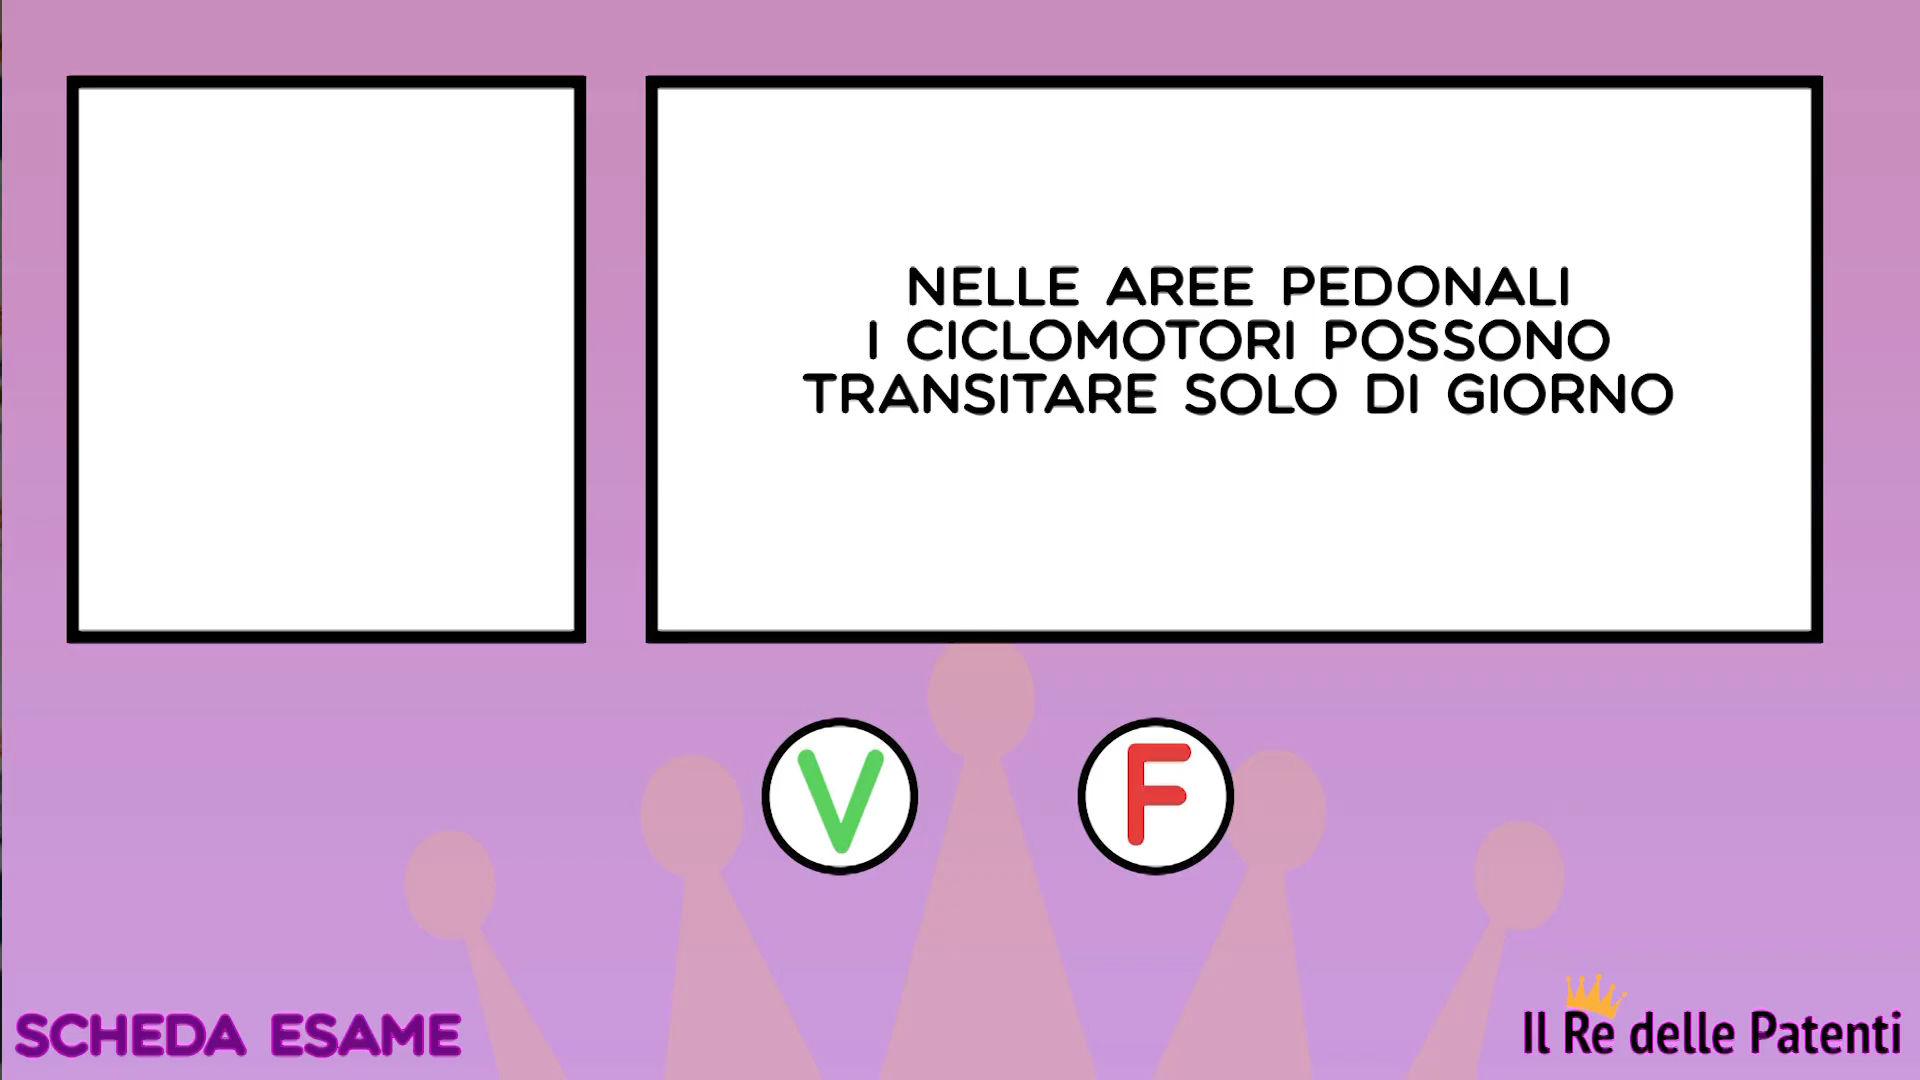 NELLE AREE PEDONALI
I CICLOMOTORI POSSONO
TRANSITARE SOLO DI GIORNO
V
F
SCHEDA ESAME
Il Re delle Patenti